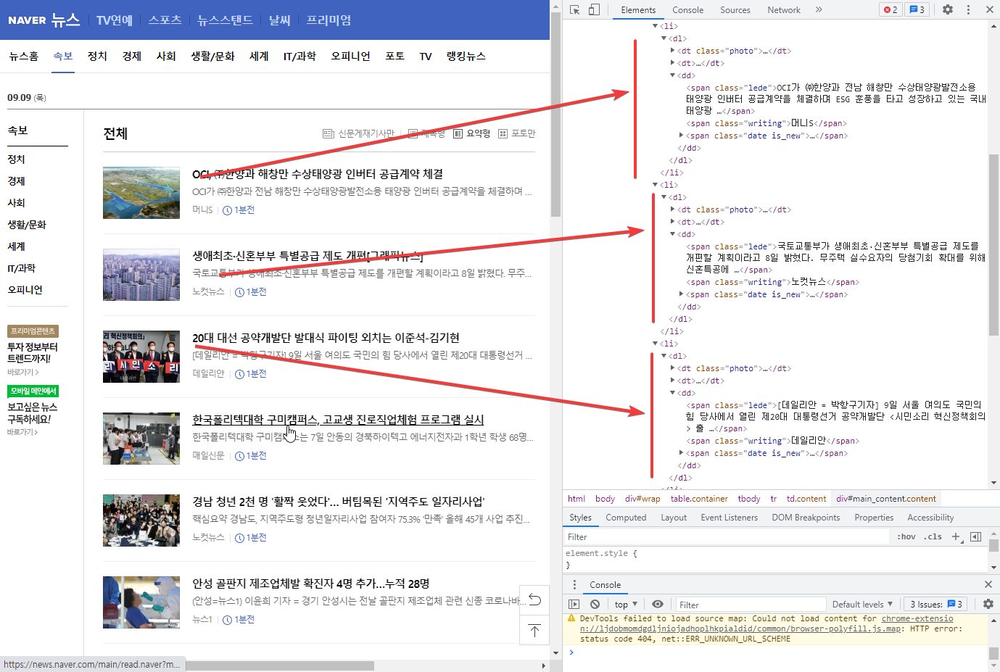 NAVER 뉴스 TV연예 스포츠 뉴스스탠드 날씨 프리미엄
뉴스홈 속보 정치 경제 사회 생활/문화 세계 IT/과학 오피니언 포토 TV 랭킹뉴스
09.09 (목)
속보
정치
경제
사회
생활/문화
세계
IT/과학
오피니언
프리미엄콘텐츠
투자 정보부터
트렌드까지!
바로가기 >
모바일 메인에서
보고싶은 뉴스
구독하세요!
바로가기 >
전체
신문게재기사만 제목형 요약형 포토만
OCI, ㈜한양과 해창만 수상태양광 인버터 공급계약 체결
OCI가 ㈜한양과 전남 해창만 수상태양광발전소용 태양광 인버터 공급계약을 체결하며 ...
머니S 1분전
생애최초·신혼부부 특별공급 제도 개편[그래픽뉴스]
국토교통부가 생애최초·신혼부부 특별공급 제도를 개편할 계획이라고 8일 밝혔다. 무주...
노컷뉴스 1분전
20대 대선 공약개발단 발대식 파이팅 외치는 이준석-김기현
[데일리안 = 박항구기자] 9일 서울 여의도 국민의 힘 당사에서 열린 제20대 대통령선거 ...
데일리안 1분전
한국폴리텍대학 구미캠퍼스, 고교생 진로직업체험 프로그램 실시
한국폴리텍대학 구미캠퍼스는 7일 안동의 경북하이텍고 에너지전자과 1학년 학생 68명...
매일신문 1분전
경남 청년 2천 명 '활짝 웃었다'… 버팀목된 '지역주도 일자리사업'
핵심요약 경남도, 지역주도형 청년일자리사업 참여자 75.3% '만족' 올해 45개 사업 추진...
노컷뉴스 1분전
안성 골판지 제조업체발 확진자 4명 추가…누적 28명
(안성=뉴스1) 이윤희 기자 = 경기 안성시는 전날 골판지 제조업체 관련 신종 코로나바...
뉴스1 1분전
https://news.naver.com/main/read.naver?m...
Elements Console Sources Network » 2 3
▼<li>
▼<dl>
▶<dt class="photo">…</dt>
▶<dt>…</dt>
▼<dd>
<span class="lede">OCI가 ㈜한양과 전남 해창만 수상태양광발전소용
태양광 인버터 공급계약을 체결하며 ESG 훈풍을 타고 성장하고 있는 국내
태양광 …</span>
<span class="writing">머니S</span>
▶<span class="date is_new">…</span>
</dd>
</dl>
</li>
▼<li>
▼<dl>
▶<dt class="photo">…</dt>
▶<dt>…</dt>
▼<dd>
<span class="lede">국토교통부가 생애최초·신혼부부 특별공급 제도를
개편할 계획이라고 8일 밝혔다. 무주택 실수요자의 당첨기회 확대를 위해
신혼특공에 …</span>
<span class="writing">노컷뉴스</span>
▶<span class="date is_new">…</span>
</dd>
</dl>
</li>
▼<li>
▼<dl>
▶<dt class="photo">…</dt>
▶<dt>…</dt>
▼<dd>
<span class="lede">[데일리안 = 박항구기자] 9일 서울 여의도 국민의
힘 당사에서 열린 제20대 대통령선거 공약개발단 <시민소리 혁신정책회의
> 쏠 …</span>
<span class="writing">데일리안</span>
▶<span class="date is_new">…</span>
</dd>
</dl>
html body div#wrap table.container tbody tr td.content div#main_content.content
Styles Computed Layout Event Listeners DOM Breakpoints Properties Accessibility
Filter :hov .cls +
element.style {
}
Console
top ▼ Filter Default levels ▼ 3 Issues: 3
DevTools failed to load source map: Could not load content for chrome-extensio
n://ljdobmomdgdljniojadhoplhkpialdid/common/browser-polyfill.js.map: HTTP error:
status code 404, net::ERR_UNKNOWN_URL_SCHEME
>